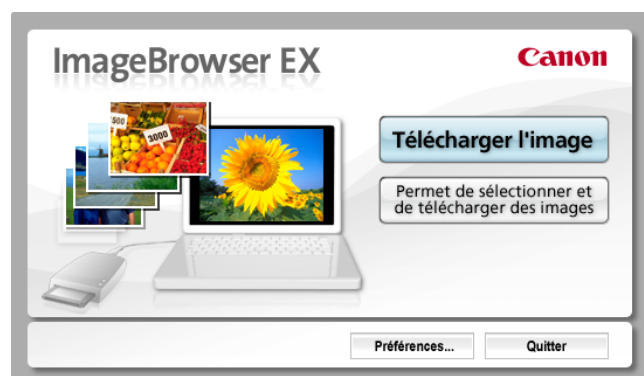 ImageBrowser EX
Canon
500
3000
Télécharger l'image
Permet de sélectionner et
de télécharger des images
Préférences...
Quitter